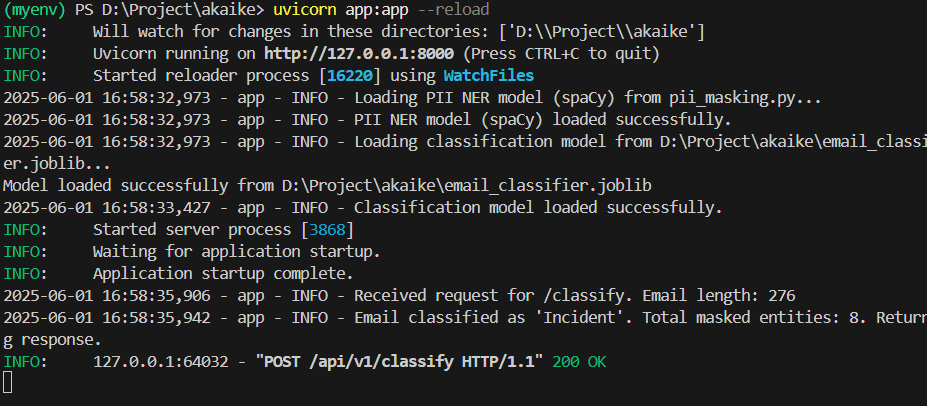 (myenv) PS D:\Project\akaike> uvicorn app:app --reload
INFO:     Will watch for changes in these directories: ['D:\\Project\\akaike']
INFO:     Uvicorn running on http://127.0.0.1:8000 (Press CTRL+C to quit)
INFO:     Started reloader process [16220] using WatchFiles
2025-06-01 16:58:32,973 - app - INFO - Loading PII NER model (spaCy) from pii_masking.py...
2025-06-01 16:58:32,973 - app - INFO - PII NER model (spaCy) loaded successfully.
2025-06-01 16:58:32,973 - app - INFO - Loading classification model from D:\Project\akaike\email_classi
er.joblib...
Model loaded successfully from D:\Project\akaike\email_classifier.joblib
2025-06-01 16:58:33,427 - app - INFO - Classification model loaded successfully.
INFO:     Started server process [3868]
INFO:     Waiting for application startup.
INFO:     Application startup complete.
2025-06-01 16:58:35,906 - app - INFO - Received request for /classify. Email length: 276
2025-06-01 16:58:35,942 - app - INFO - Email classified as 'Incident'. Total masked entities: 8. Return
g response.
INFO:     127.0.0.1:64032 - "POST /api/v1/classify HTTP/1.1" 200 OK